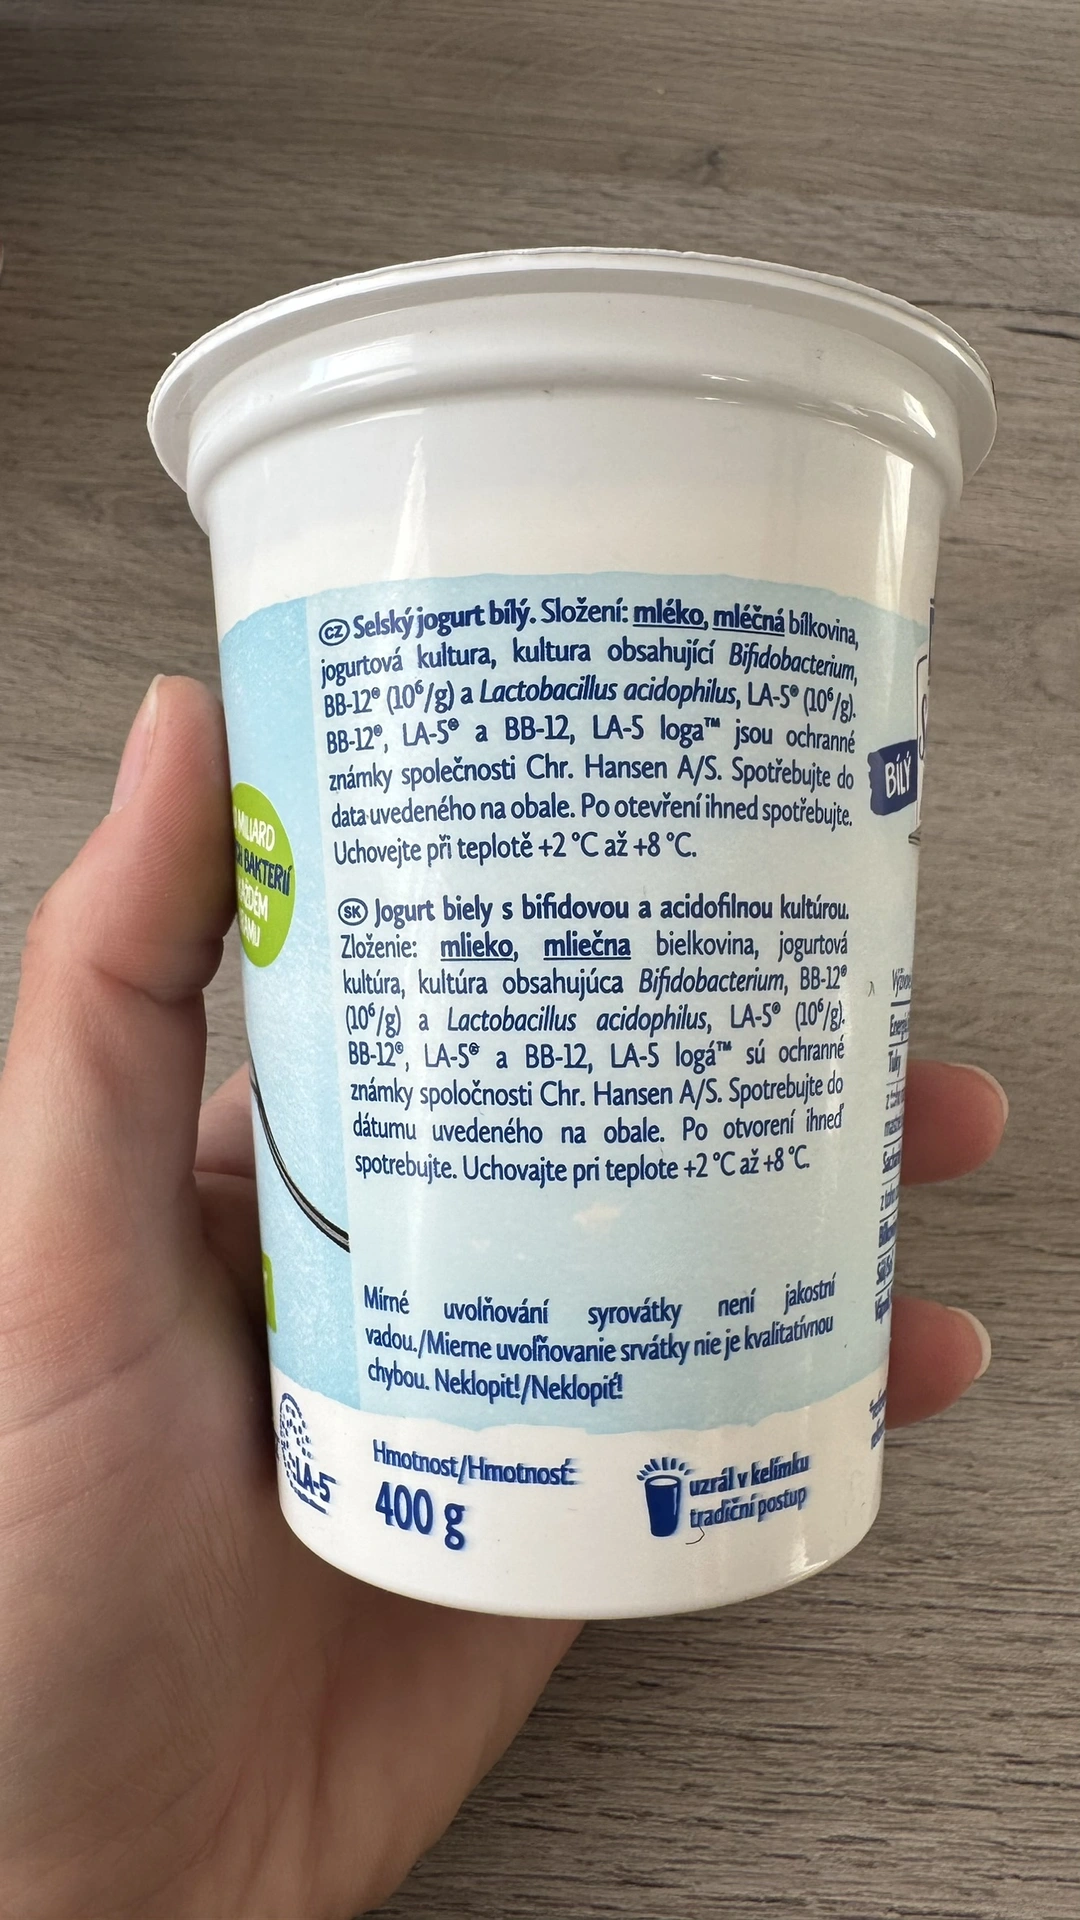 MILIARD
BAKTERIÍ
CZ Selský jogurt bílý. Složení: mléko, mléčná bílkovina,
jogurtová kultura, kultura obsahující Bifidobacterium,
BB-12® (10⁶/g) a Lactobacillus acidophilus, LA-5® (10⁶/g).
BB-12®, LA-5® a BB-12, LA-5 loga™ jsou ochranné
známky společnosti Chr. Hansen A/S. Spotřebujte do
data uvedeného na obale. Po otevření ihned spotřebujte.
Uchovejte při teplotě +2 °C až +8 °C.
SK Jogurt biely s bifidovou a acidofilnou kultúrou.
Zloženie: mlieko, mliečna bielkovina, jogurtová
kultúra, kultúra obsahujúca Bifidobacterium, BB-12®
(10⁶/g) a Lactobacillus acidophilus, LA-5® (10⁶/g).
BB-12®, LA-5® a BB-12, LA-5 logá™ sú ochranné
známky spoločnosti Chr. Hansen A/S. Spotrebujte do
dátumu uvedeného na obale. Po otvorení ihneď
spotrebujte. Uchovajte pri teplote +2 °C až +8 °C.
Mírné uvolňování syrovátky není jakostní
vadou./Mierne uvoľňovanie srvátky nie je kvalitatívnou
chybou. Neklopit!/Neklopiť!
LA-5
Hmotnost/Hmotnosť:
400 g
uzrál v kelímku
tradiční postup
BÍLÝ
Tuky